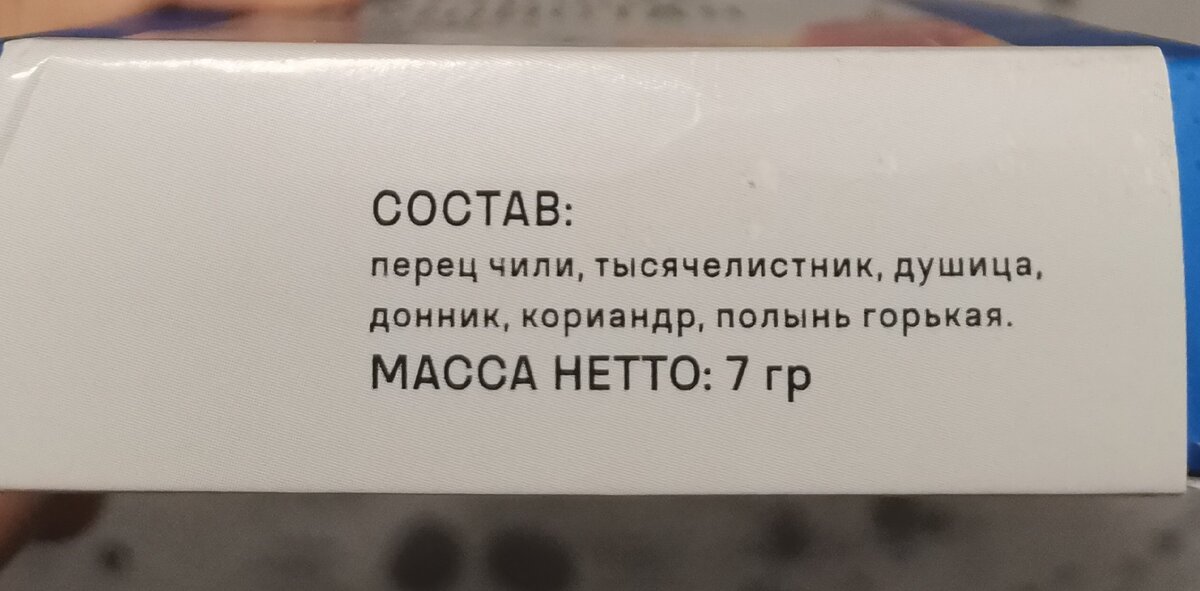 СОСТАВ:
перец чили, тысячелистник, душица,
донник, кориандр, полынь горькая.
МАССА НЕТТО: 7 гр